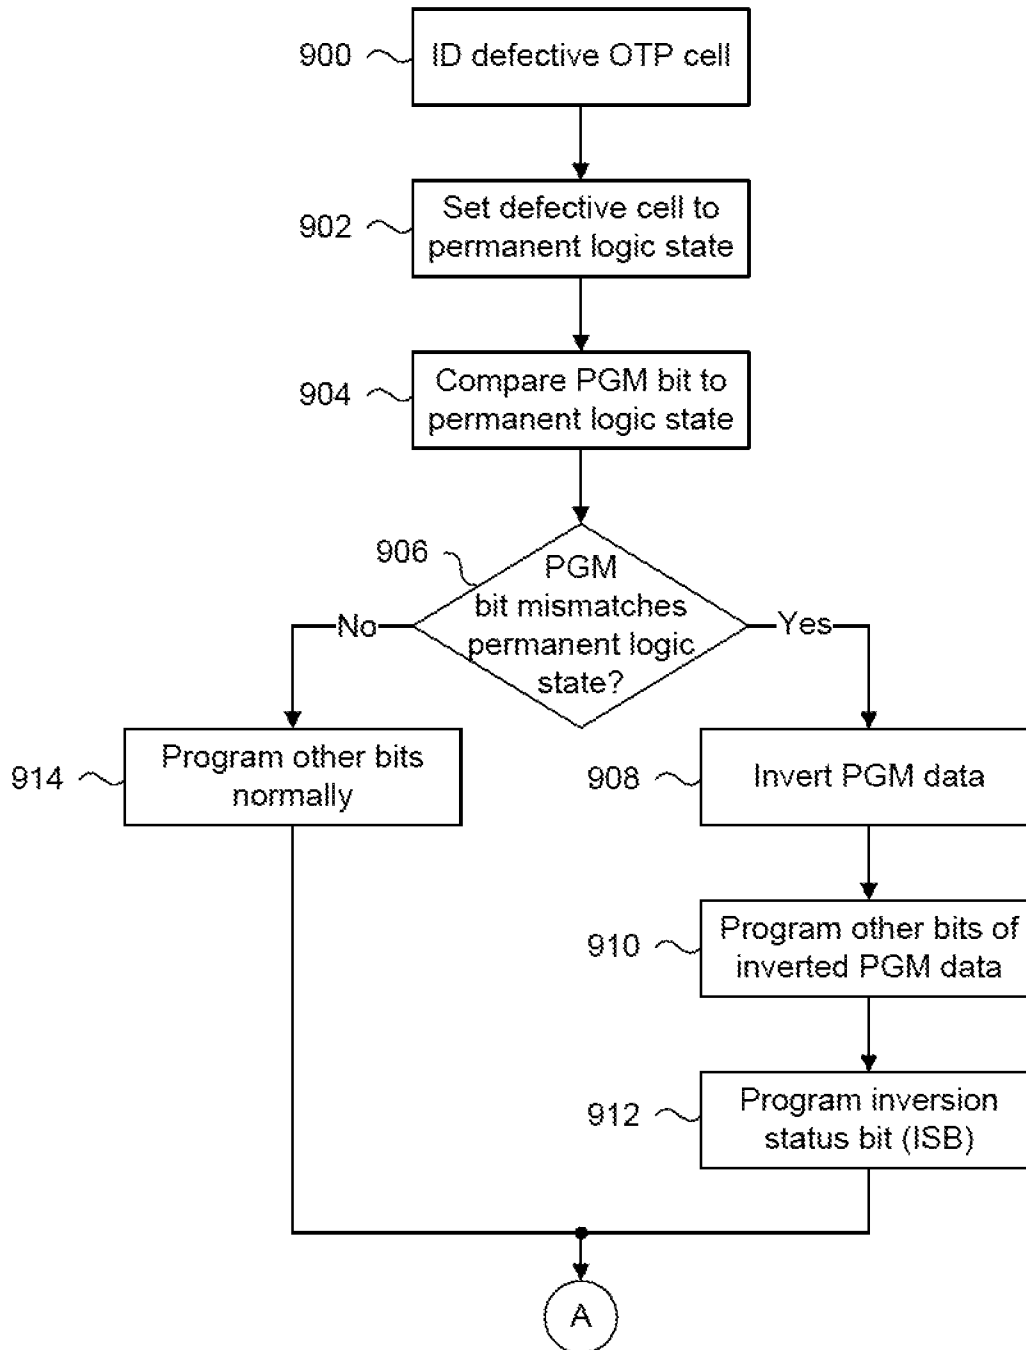 900
ID defective OTP cell
902
Set defective cell to
permanent logic state
904
Compare PGM bit to
permanent logic state
906
PGM
bit mismatches
permanent logic
state?
No
Yes
914
Program other bits
normally
908
Invert PGM data
910
Program other bits of
inverted PGM data
912
Program inversion
status bit (ISB)
A